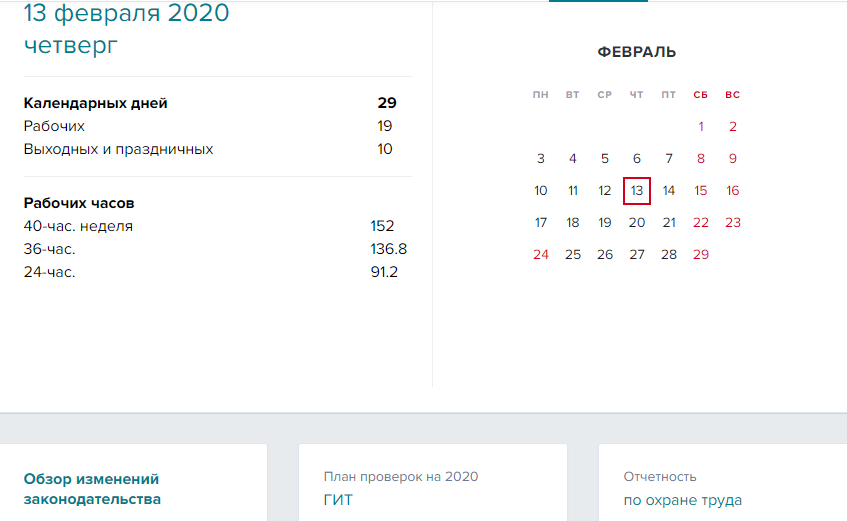 13 февраля 2020
четверг
Календарных дней 29
Рабочих 19
Выходных и праздничных 10
Рабочих часов
40-час. неделя 152
36-час. 136.8
24-час. 91.2
ФЕВРАЛЬ
ПН ВТ СР ЧТ ПТ СБ ВС
1 2
3 4 5 6 7 8 9
10 11 12 13 14 15 16
17 18 19 20 21 22 23
24 25 26 27 28 29
Обзор изменений
законодательства
План проверок на 2020
ГИТ
Отчетность
по охране труда